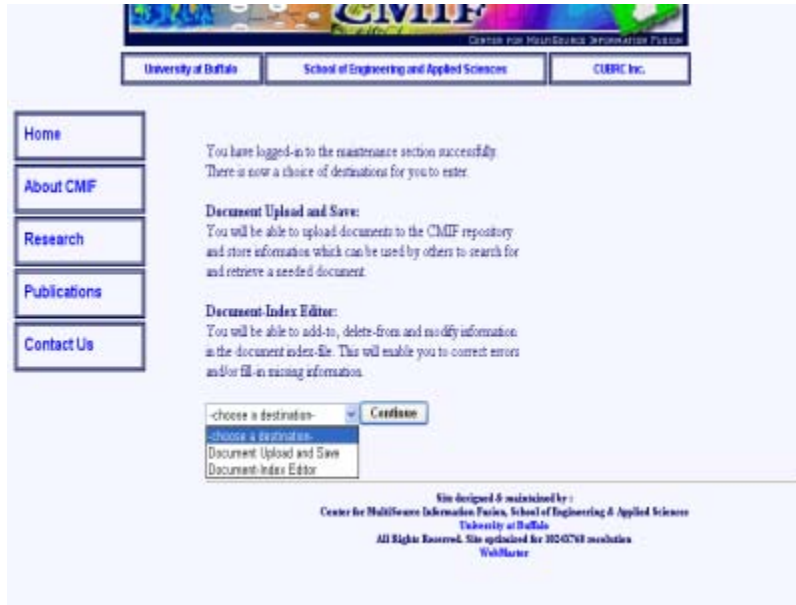 CMIF
CENTER FOR MULTISOURCE INFORMATION FUSION
University at Buffalo
School of Engineering and Applied Sciences
CUBRC Inc.
Home
About CMIF
Research
Publications
Contact Us
You have logged-in to the maintenance section successfully.
There is now a choice of destinations for you to enter.
Document Upload and Save:
You will be able to upload documents to the CMIF repository
and store information which can be used by others to search for
and retrieve a needed document.
Document-Index Editor:
You will be able to add-to, delete-from and modify information
in the document index-file. This will enable you to correct errors
and/or fill-in missing information.
-choose a destination-
Continue
-choose a destination-
Document Upload and Save
Document-Index Editor
Site designed & maintained by :
Center for MultiSource Information Fusion, School of Engineering & Applied Sciences
University at Buffalo
All Rights Reserved. Site optimized for 1024X768 resolution
WebMaster